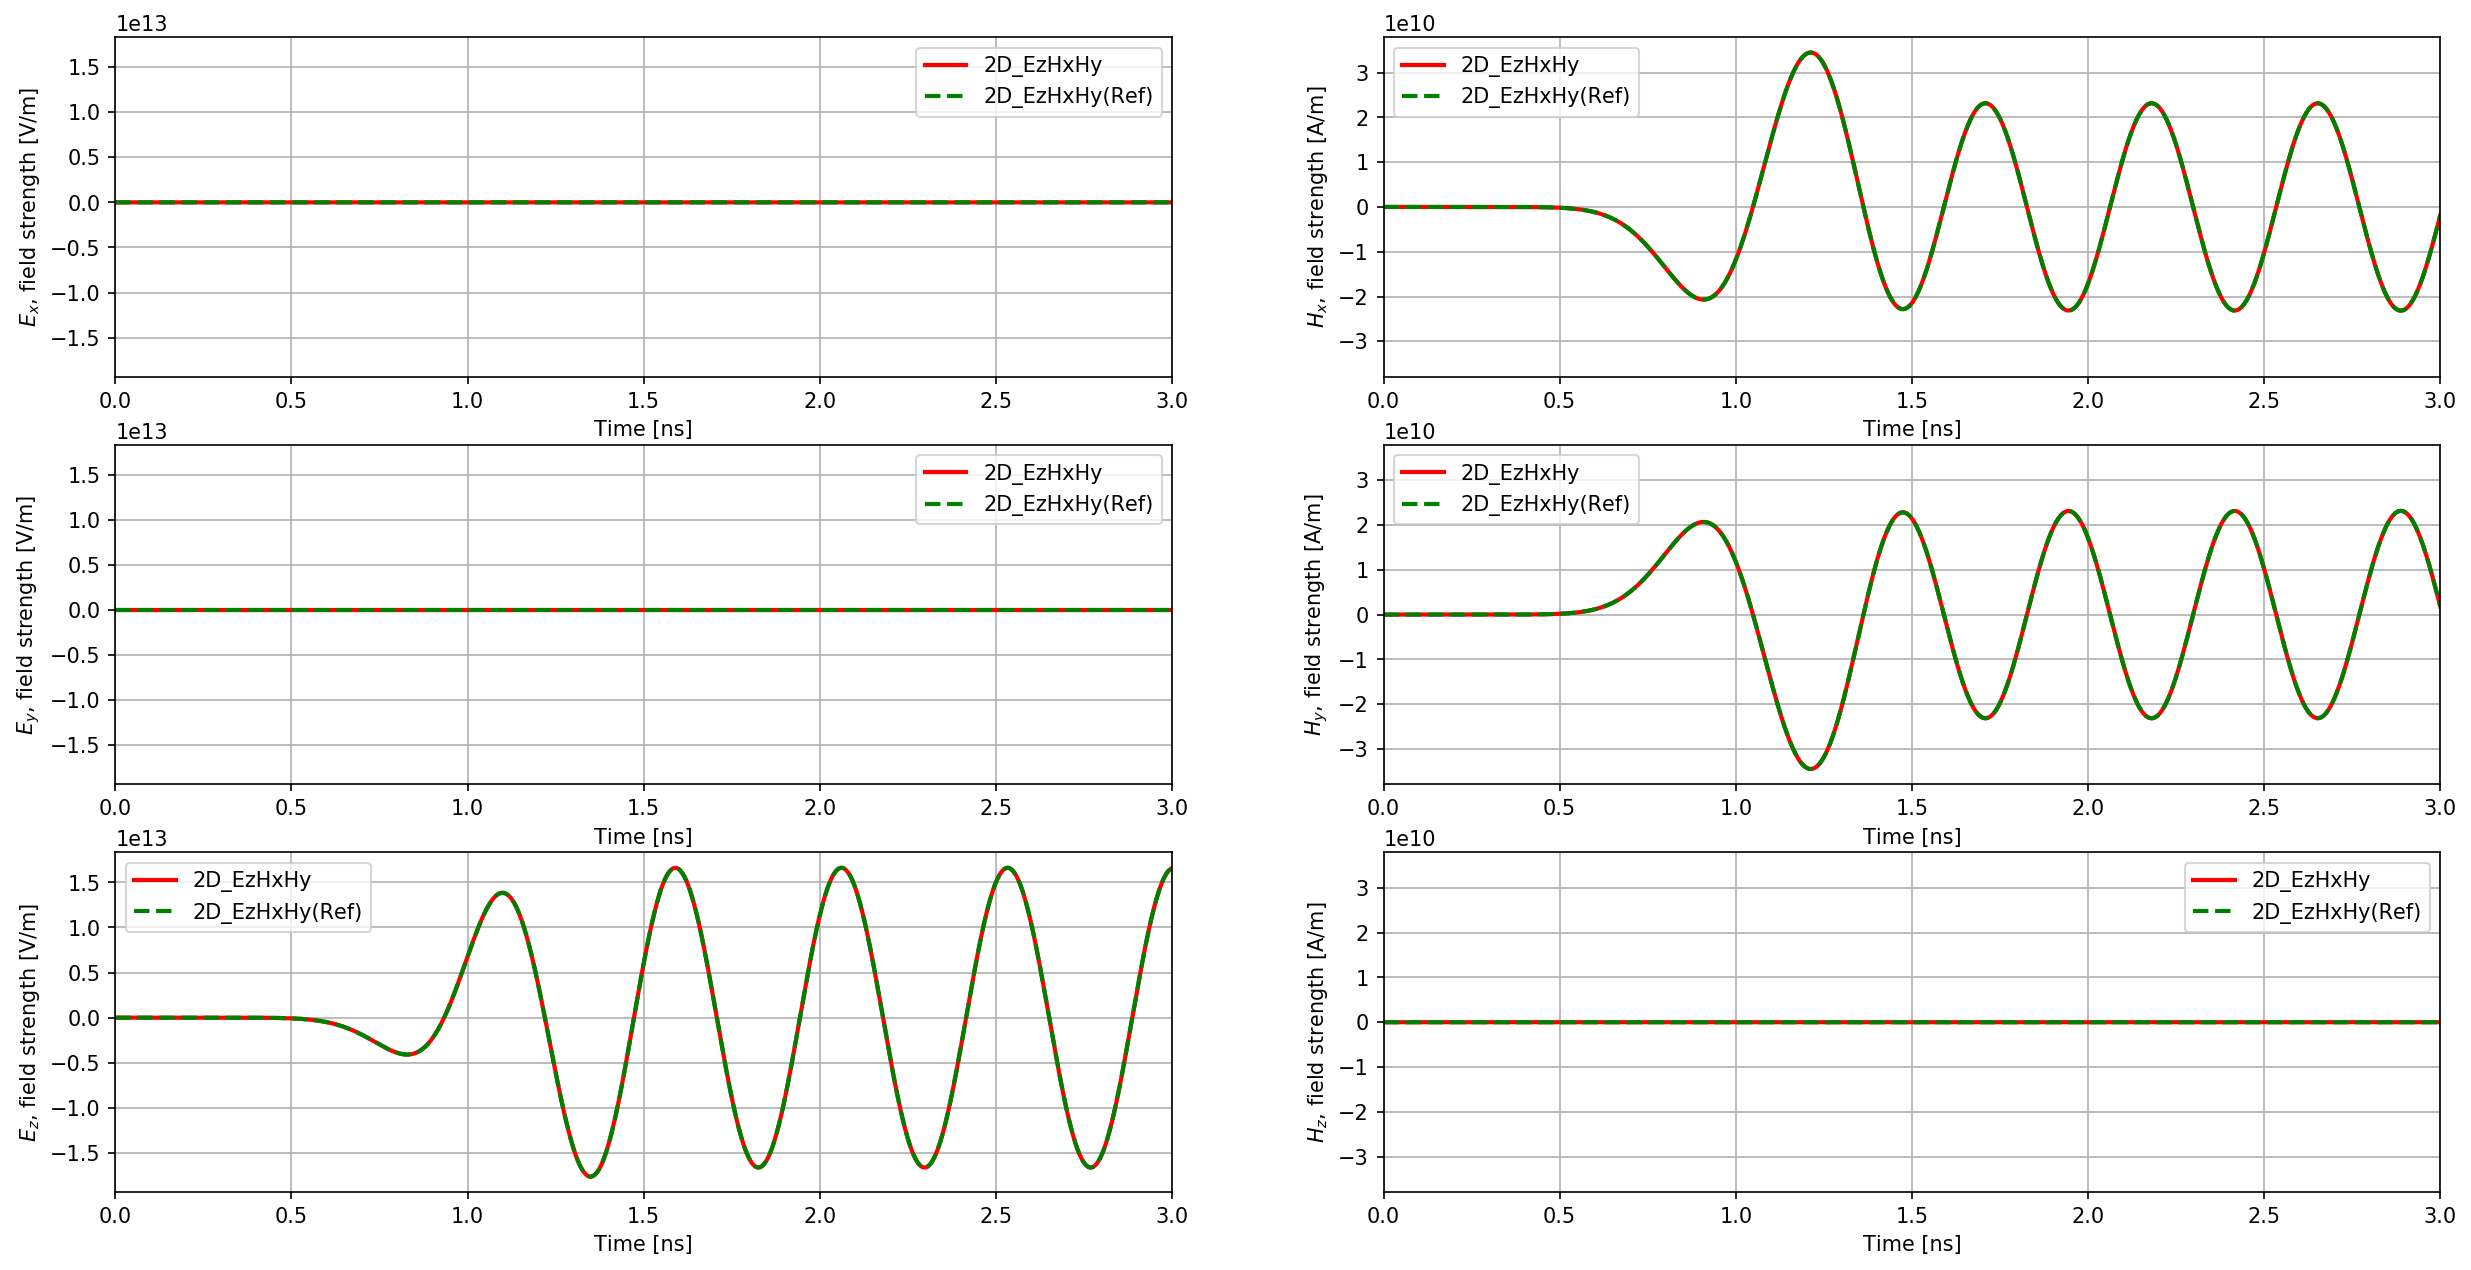 1e13
1.5
1.0
0.5
0.0
−0.5
−1.0
−1.5
Ex, field strength [V/m]
2D_EzHxHy
2D_EzHxHy(Ref)
0.0 0.5 1.0 1.5 2.0 2.5 3.0
Time [ns]
1e10
3
2
1
0
−1
−2
−3
Hx, field strength [A/m]
2D_EzHxHy
2D_EzHxHy(Ref)
0.0 0.5 1.0 1.5 2.0 2.5 3.0
Time [ns]
1e13
1.5
1.0
0.5
0.0
−0.5
−1.0
−1.5
Ey, field strength [V/m]
2D_EzHxHy
2D_EzHxHy(Ref)
0.0 0.5 1.0 1.5 2.0 2.5 3.0
Time [ns]
1e10
3
2
1
0
−1
−2
−3
Hy, field strength [A/m]
2D_EzHxHy
2D_EzHxHy(Ref)
0.0 0.5 1.0 1.5 2.0 2.5 3.0
Time [ns]
1e13
1.5
1.0
0.5
0.0
−0.5
−1.0
−1.5
Ez, field strength [V/m]
2D_EzHxHy
2D_EzHxHy(Ref)
0.0 0.5 1.0 1.5 2.0 2.5 3.0
Time [ns]
1e10
3
2
1
0
−1
−2
−3
Hz, field strength [A/m]
2D_EzHxHy
2D_EzHxHy(Ref)
0.0 0.5 1.0 1.5 2.0 2.5 3.0
Time [ns]